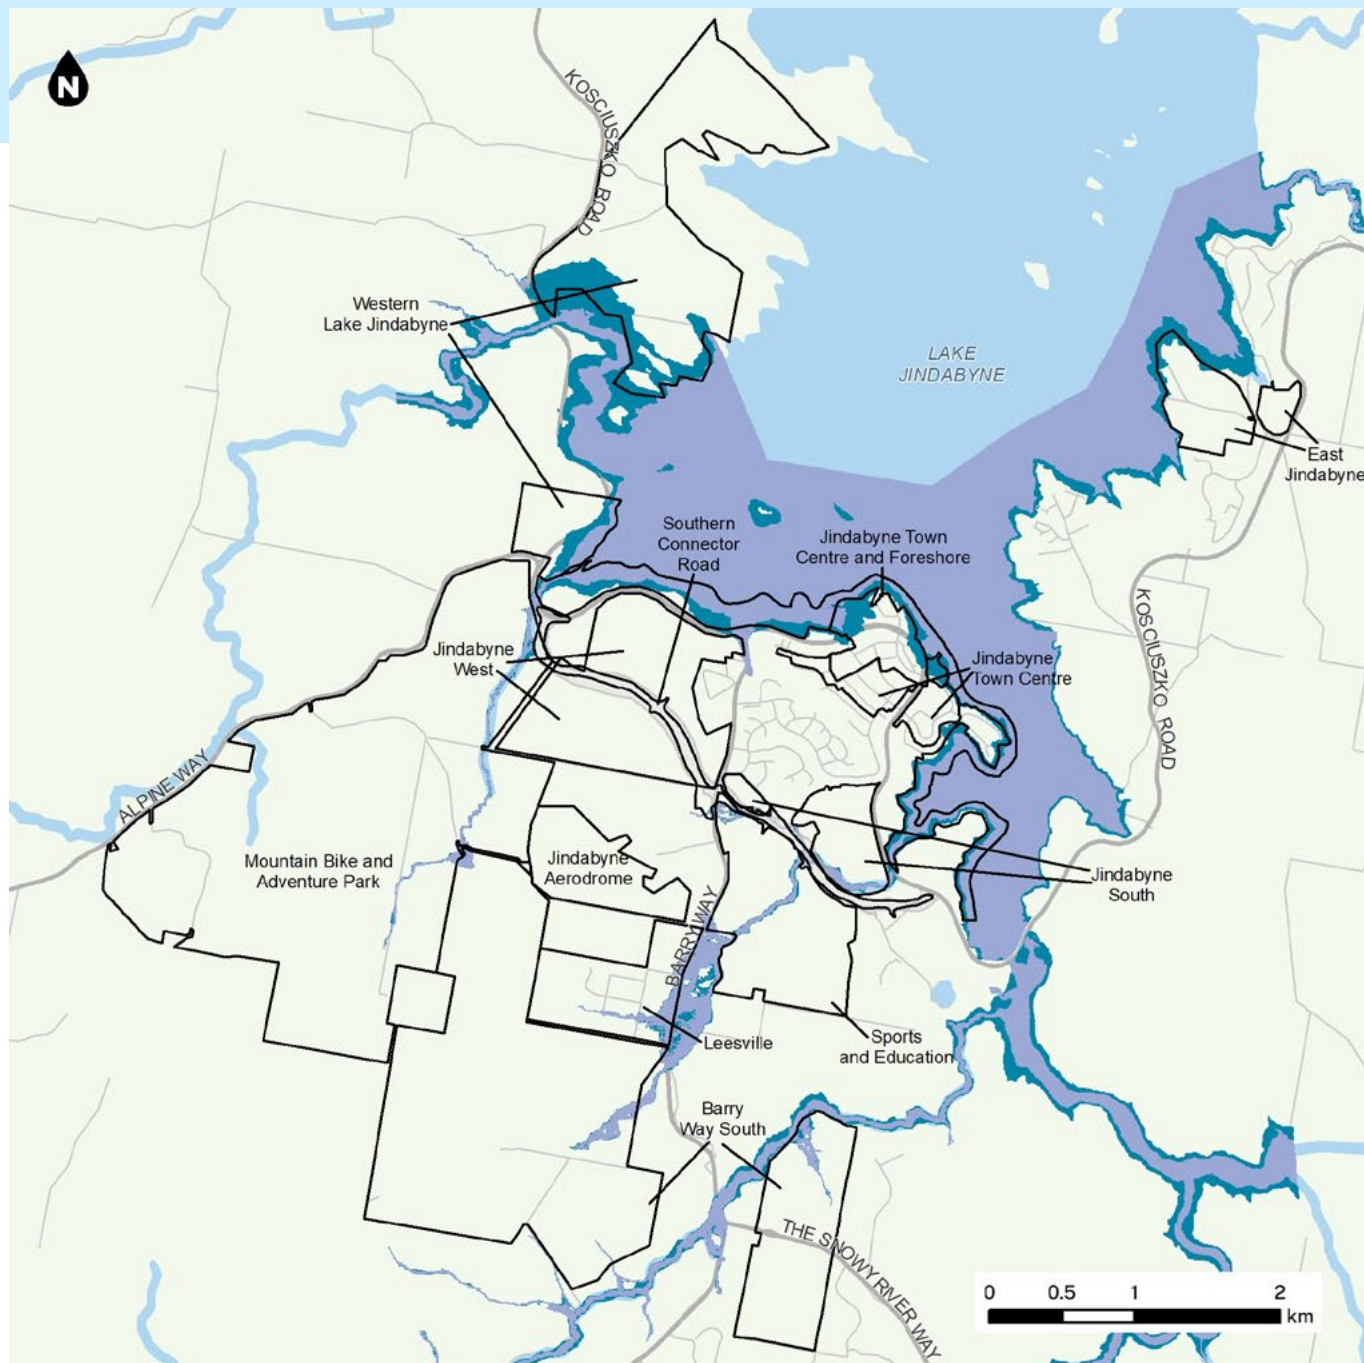 N
KOSCIUSZKO ROAD
Western
Lake Jindabyne
LAKE
JINDABYNE
East
Jindabyne
Southern
Connector
Road
Jindabyne Town
Centre and Foreshore
KOSCIUSZKO ROAD
Jindabyne
West
Jindabyne
Town Centre
ALPINE WAY
Mountain Bike and
Adventure Park
Jindabyne
Aerodrome
Jindabyne
South
BARRY WAY
Leesville
Sports
and Education
Barry
Way South
THE SNOWY RIVER WAY
0 0.5 1 2
km